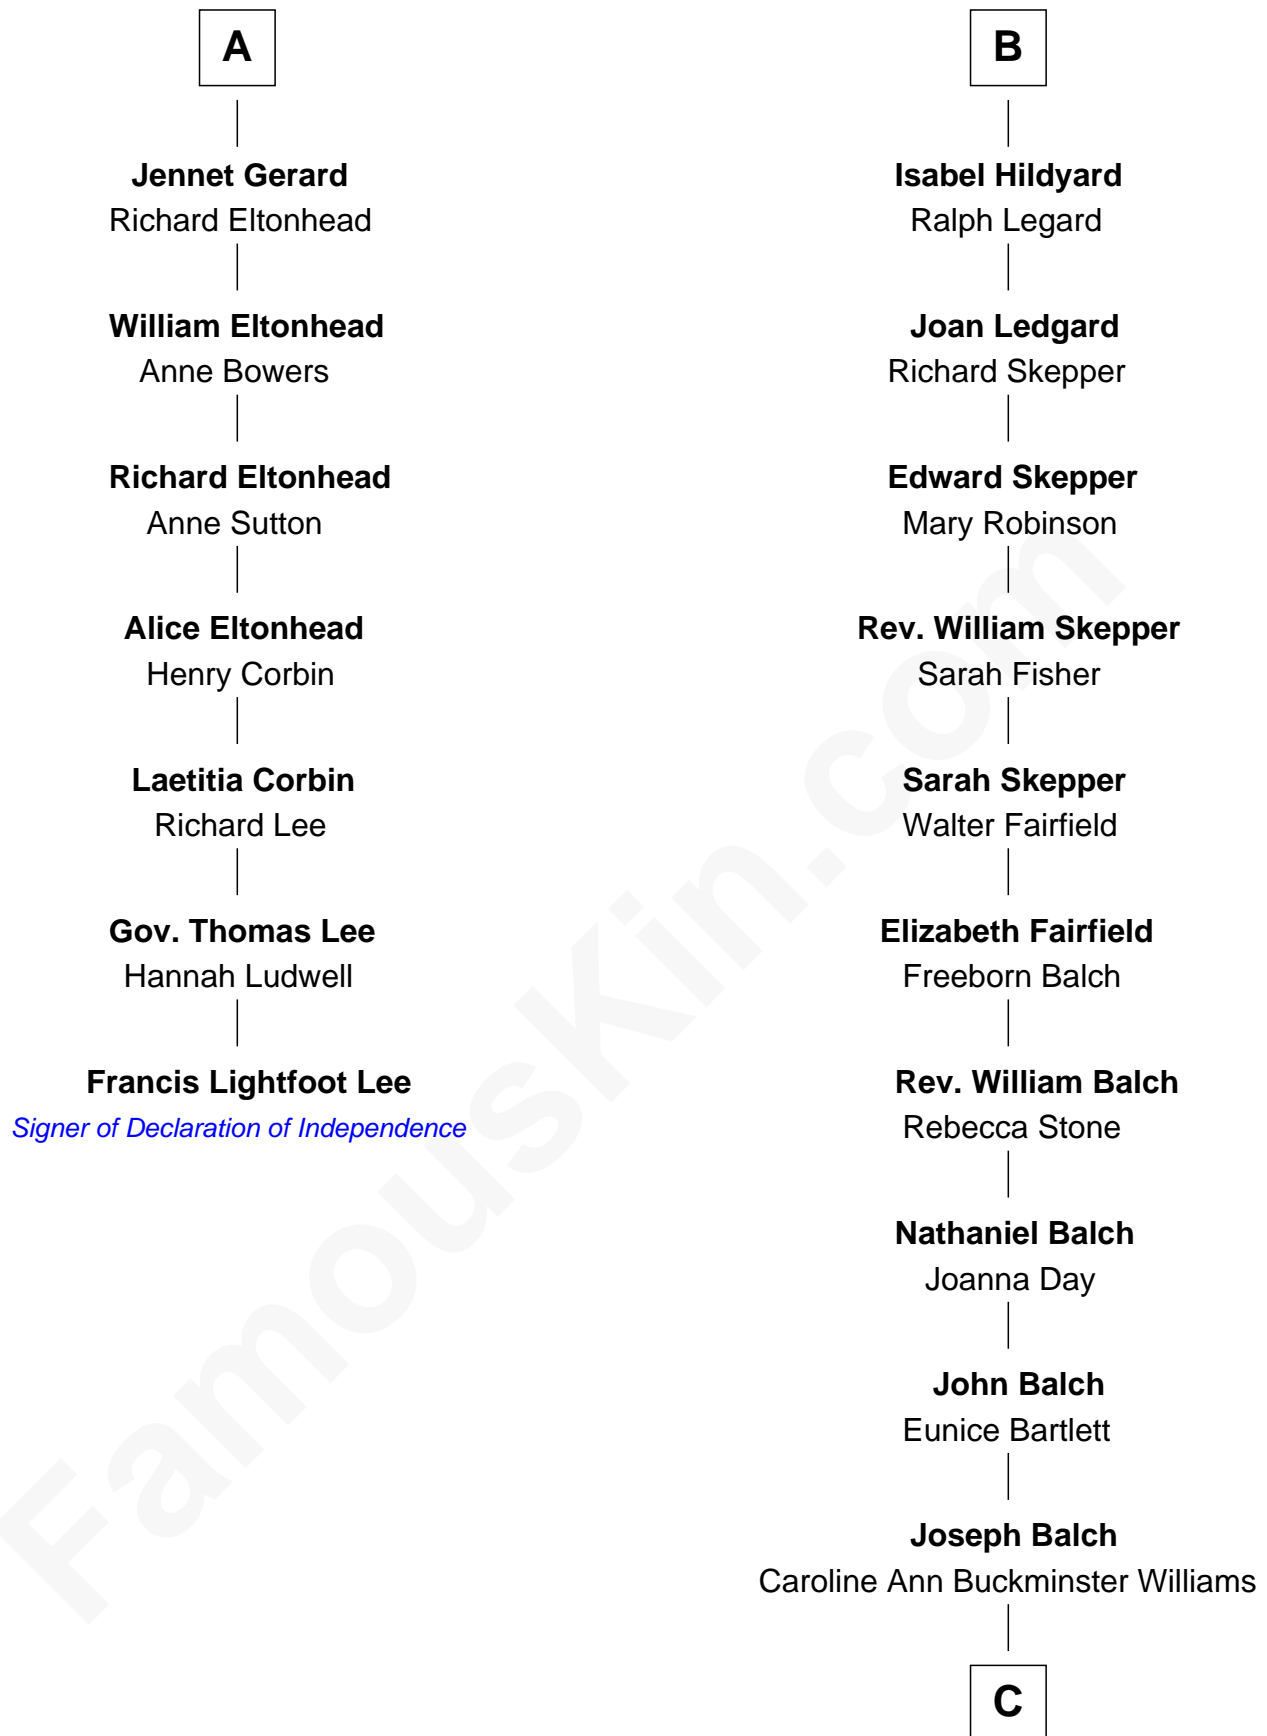 A
Jennet Gerard
Richard Eltonhead
William Eltonhead
Anne Bowers
Richard Eltonhead
Anne Sutton
Alice Eltonhead
Henry Corbin
Laetitia Corbin
Richard Lee
Gov. Thomas Lee
Hannah Ludwell
Francis Lightfoot Lee
Signer of Declaration of Independence
B
Isabel Hildyard
Ralph Legard
Joan Ledgard
Richard Skepper
Edward Skepper
Mary Robinson
Rev. William Skepper
Sarah Fisher
Sarah Skepper
Walter Fairfield
Elizabeth Fairfield
Freeborn Balch
Rev. William Balch
Rebecca Stone
Nathaniel Balch
Joanna Day
John Balch
Eunice Bartlett
Joseph Balch
Caroline Ann Buckminster Williams
C
FamousKin.com